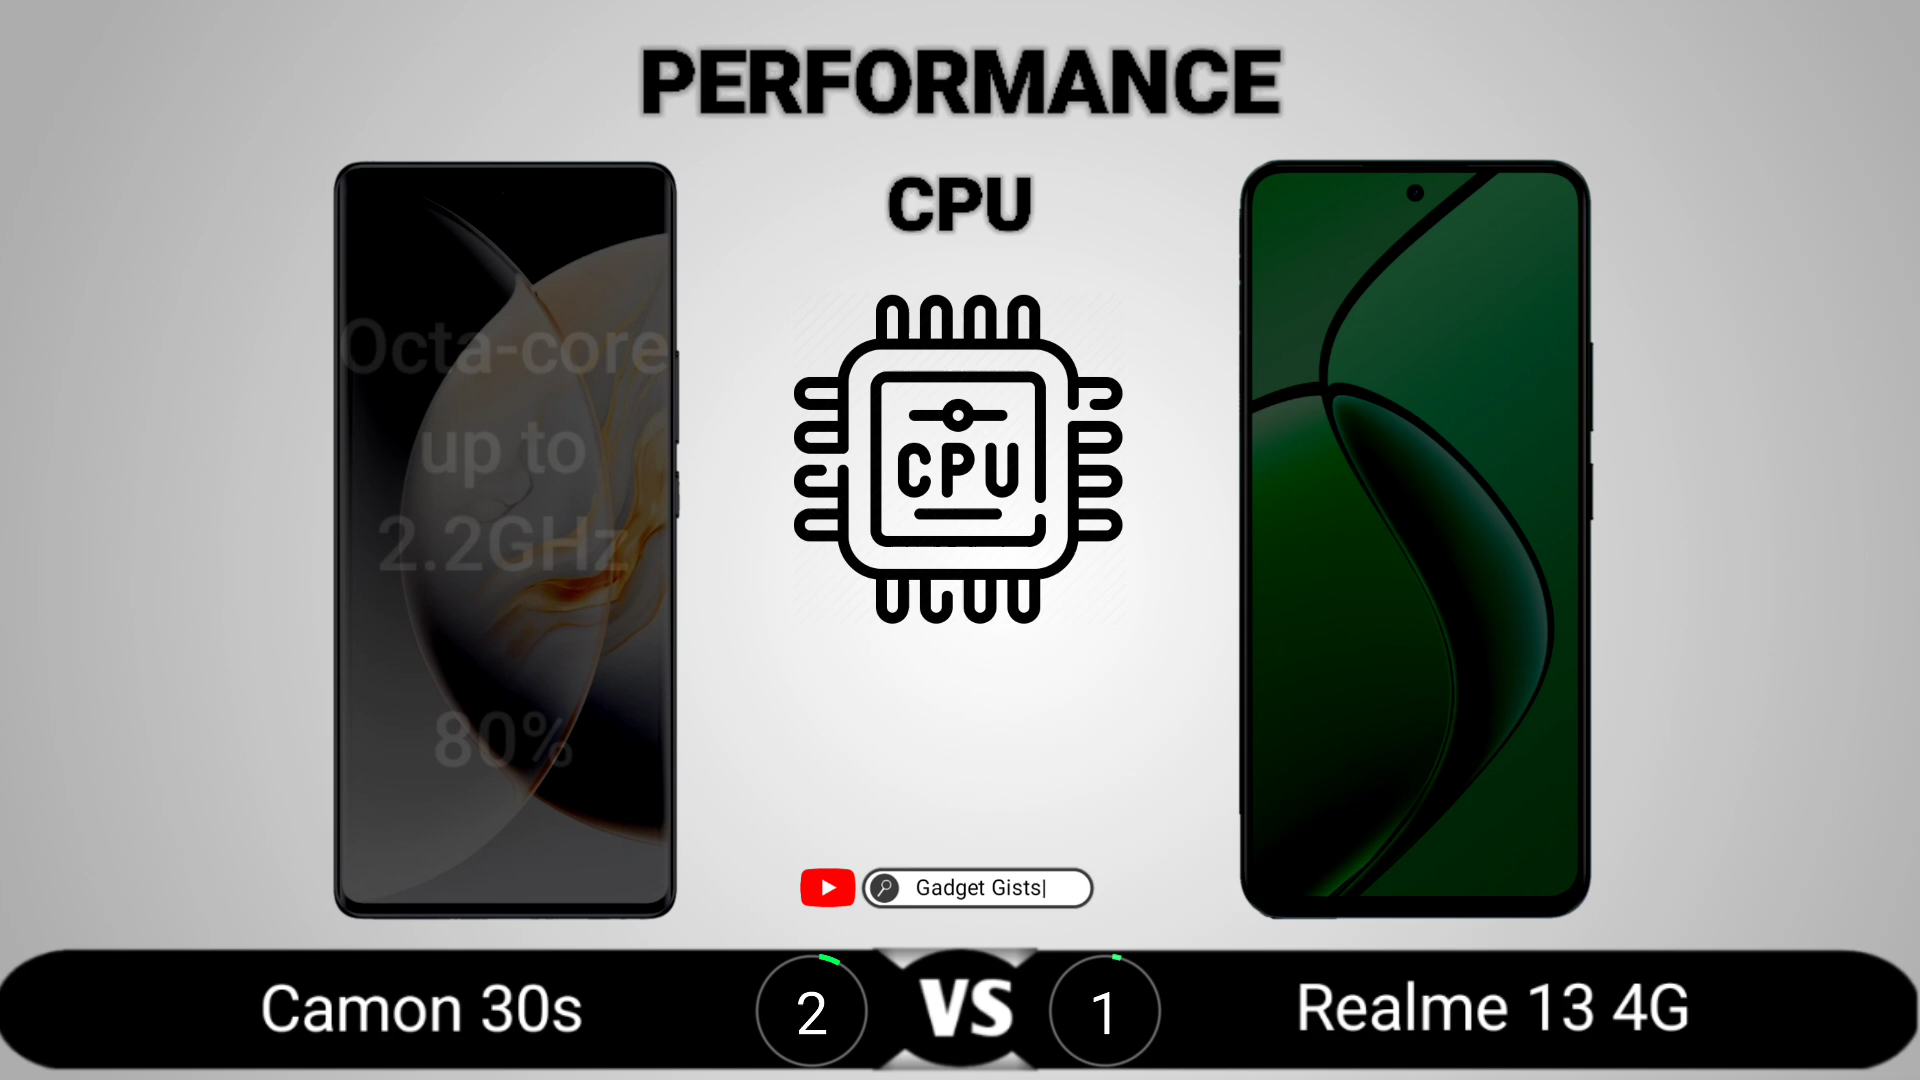 PERFORMANCE
CPU
Octa-core
up to
2.2GHz
80%
CPU
Gadget Gists|
Camon 30s
2
VS
1
Realme 13 4G